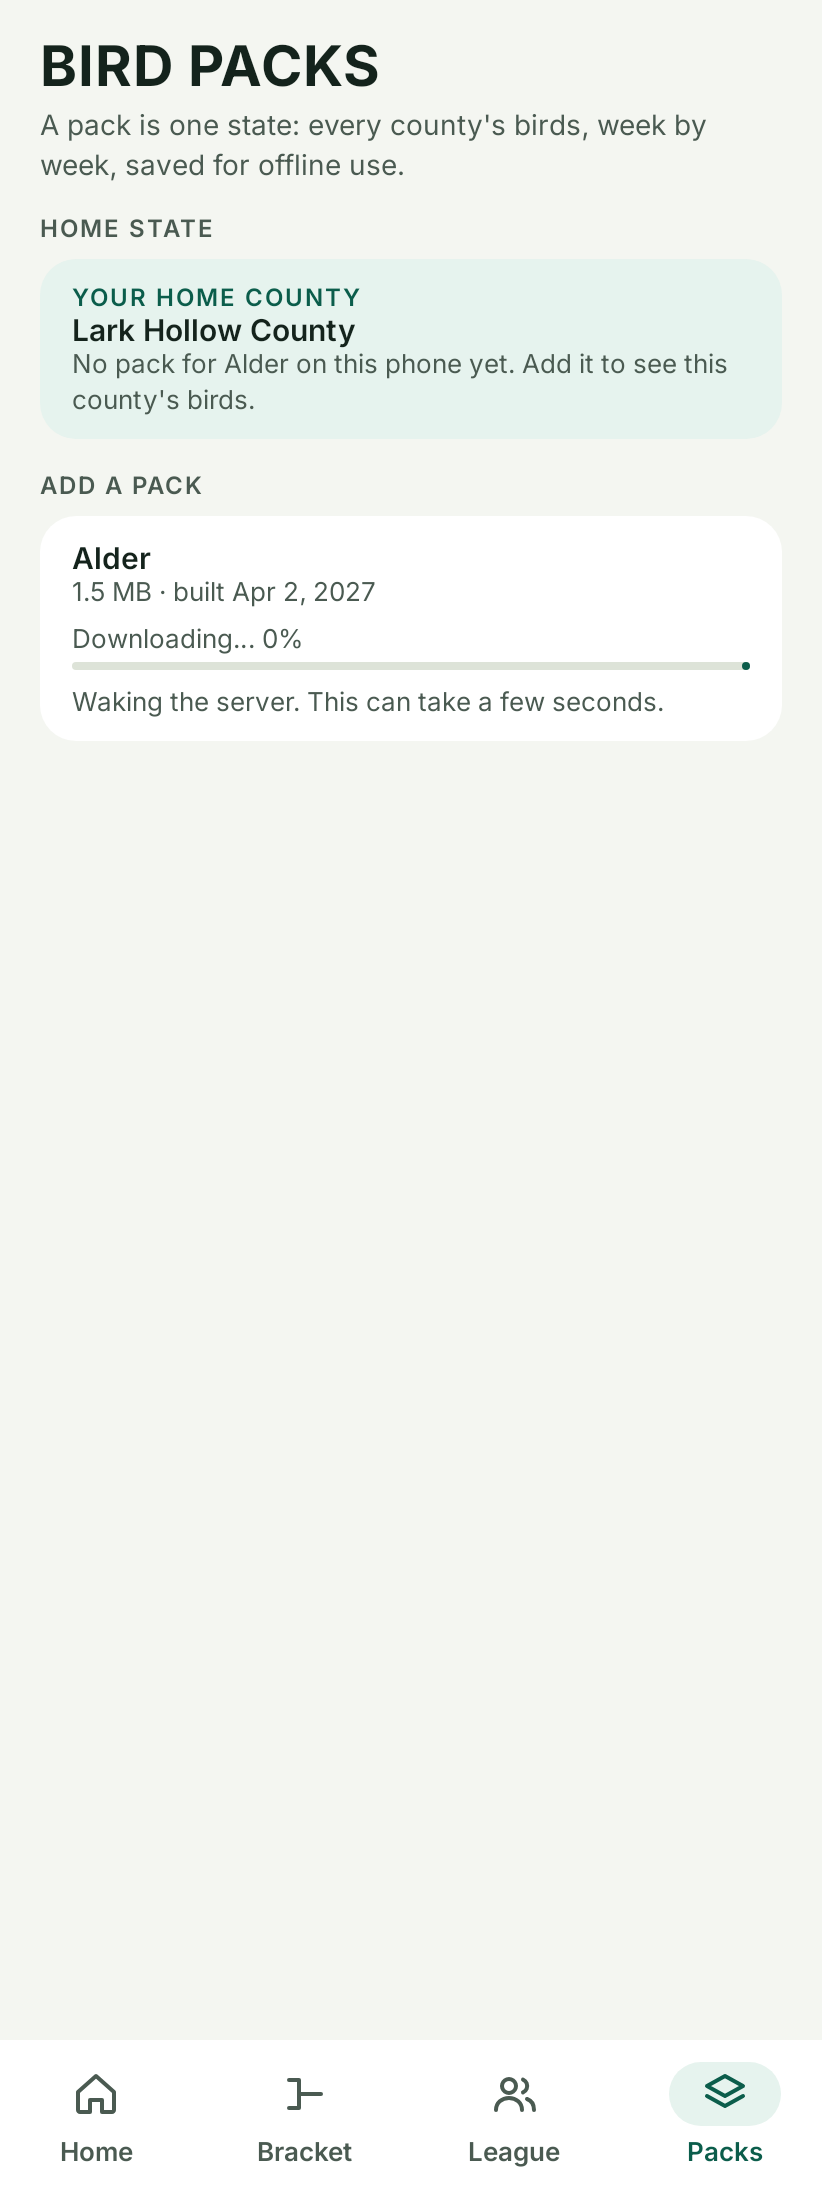 BIRD PACKS
A pack is one state: every county's birds, week by
week, saved for offline use.
HOME STATE
YOUR HOME COUNTY
Lark Hollow County
No pack for Alder on this phone yet. Add it to see this
county's birds.
ADD A PACK
Alder
1.5 MB · built Apr 2, 2027
Downloading... 0%
Waking the server. This can take a few seconds.
Home
Bracket
League
Packs